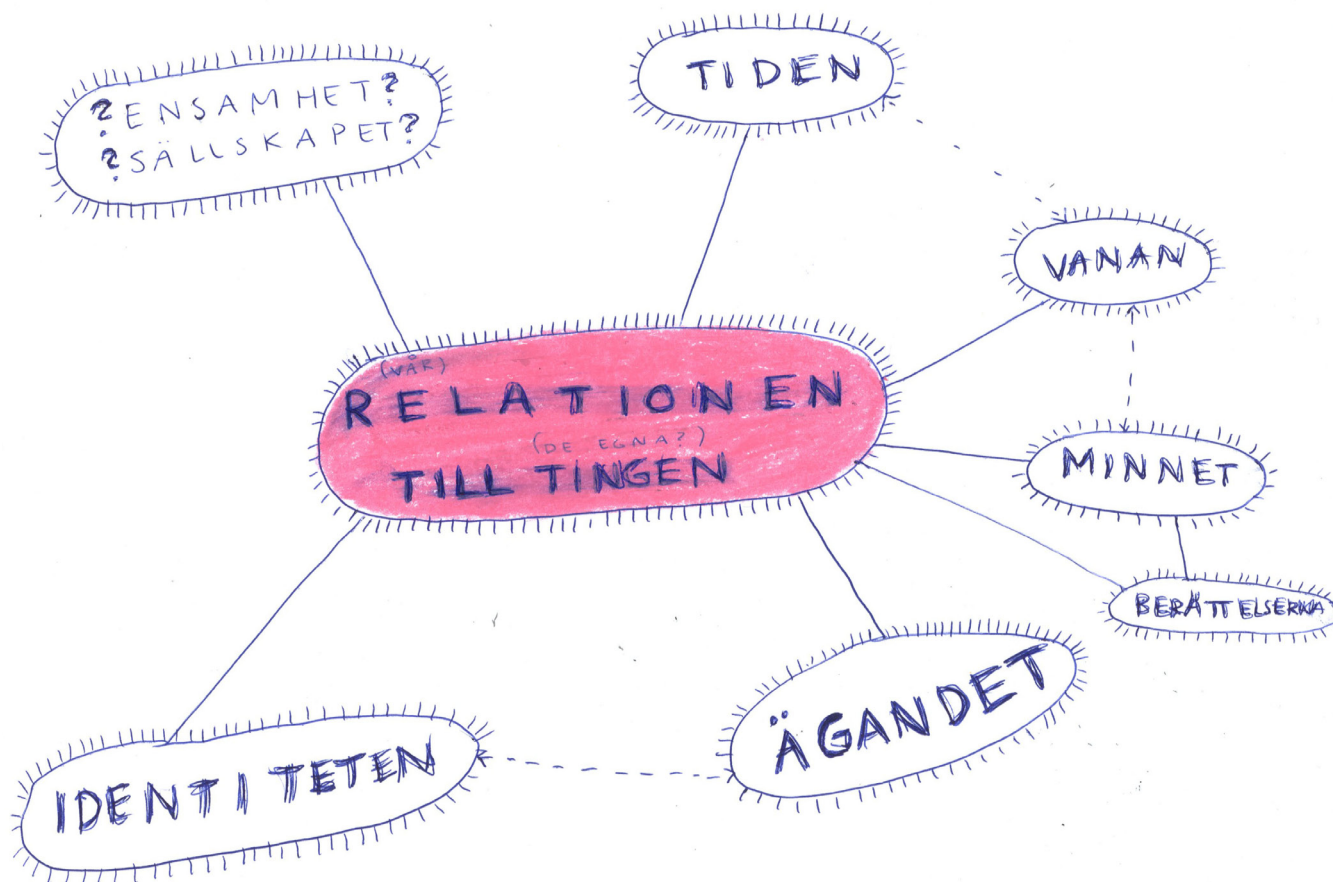 ?ENSAMHET?
?SÄLLSKAPET?
TIDEN
VANAN
(VÅR)
RELATIONEN
(DE EGNA?)
TILL TINGEN
MINNET
BERÄTTELSERNA
ÄGANDET
IDENTITETEN